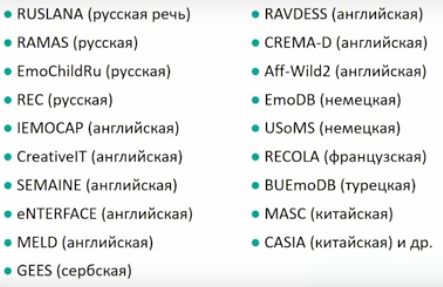 • RUSLANA (русская речь)
• RAMAS (русская)
• EmoChildRu (русская)
• REC (русская)
• IEMOCAP (английская)
• CreativeIT (английская)
• SEMAINE (английская)
• eNTERFACE (английская)
• MELD (английская)
• GEES (сербская)
• RAVDESS (английская)
• CREMA-D (английская)
• Aff-Wild2 (английская)
• EmoDB (немецкая)
• USoMS (немецкая)
• RECOLA (французская)
• BUEmoDB (турецкая)
• MASC (китайская)
• CASIA (китайская) и др.